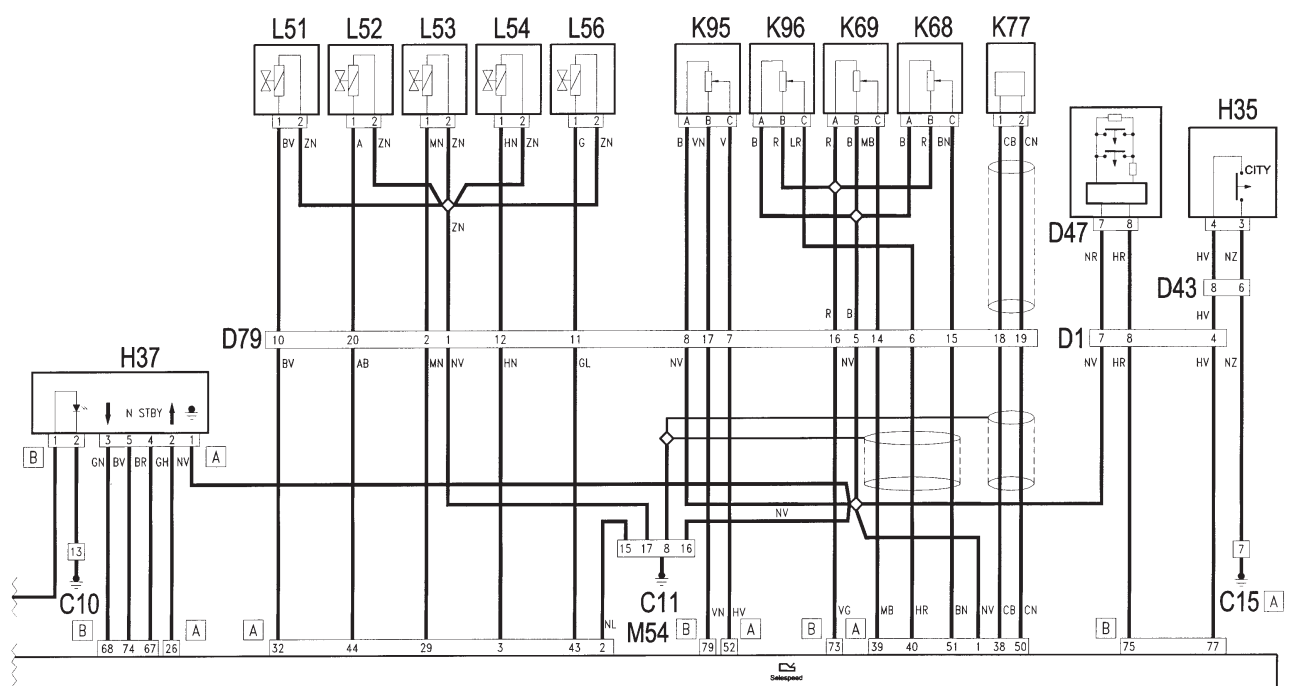 L51 L52 L53 L54 L56 K95 K96 K69 K68 K77
H35
1 2 1 2 1 2 1 2 1 2 A B C A B C A B C A B C 1 2
BV ZN A ZN MN ZN HN ZN G ZN B VN V B R LR R B MB B R BN CB CN
CITY
D47 7 8 4 3
ZN
NR HR HV NZ
D43 8 6
R B HV
D79 10 20 2 1 12 11 8 17 7 16 5 14 6 15 18 19 D1 7 8 4
H37 BV AB MN NV HN GL NV NV NV HR HV NZ
N STBY
1 2 3 5 4 2 1
B GN BV BR GH NV A
NV
13 15 17 8 16 7
C10 C11 C15 A
VN HV VG MB HR BN NV CB CN
NL M54
B A A B A B A B
68 74 67 26 32 44 29 3 43 2 79 52 73 39 40 51 1 38 50 75 77
Selespeed